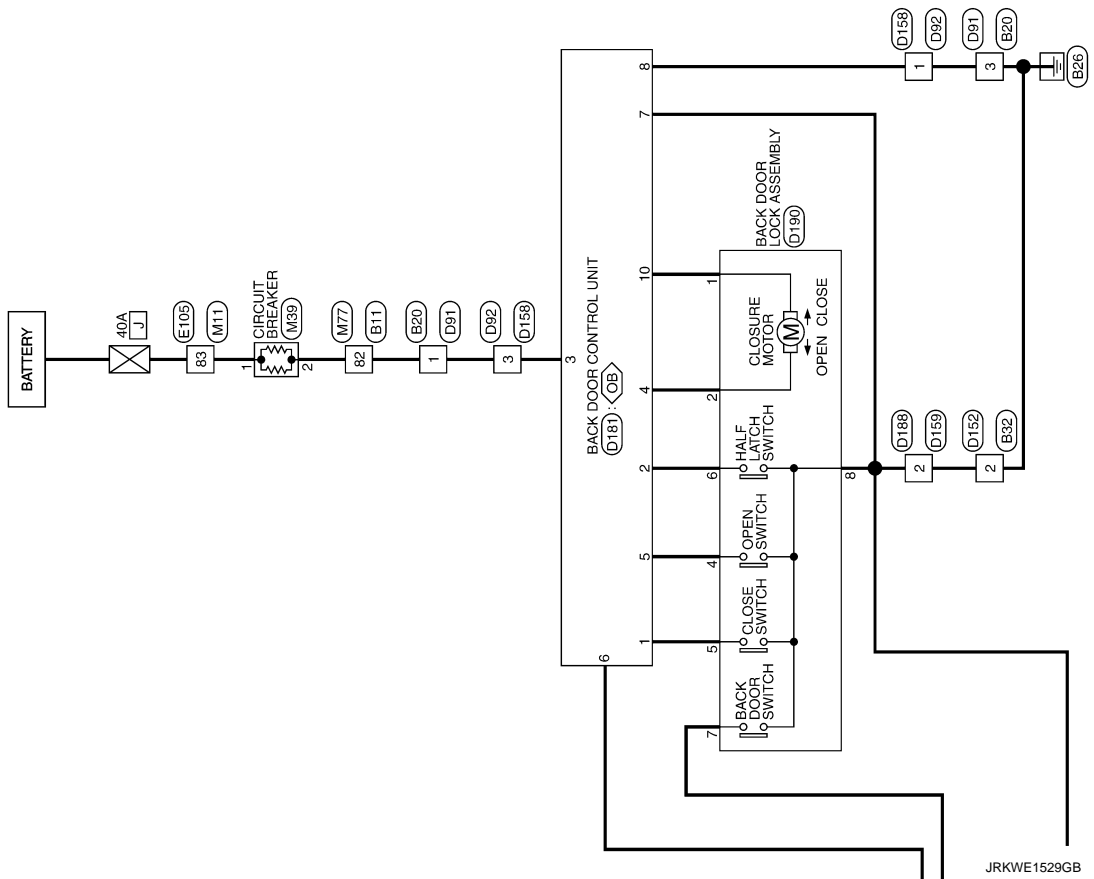 BATTERY
40A
J
E105
83
M11
1
CIRCUIT
BREAKER
M39
2
M77
82
B11
B20
1
D91
D92
3
D158
3
BACK DOOR CONTROL UNIT
D181 : OB
8
7
10
4
2
5
1
6
D158
1
D92
D91
3
B20
B26
BACK DOOR
LOCK ASSEMBLY
D190
1
2
CLOSURE
MOTOR
M
OPEN CLOSE
6
HALF
LATCH
SWITCH
4
OPEN
SWITCH
5
CLOSE
SWITCH
7
BACK
DOOR
SWITCH
8
D188
2
D159
D152
2
B32
JRKWE1529GB